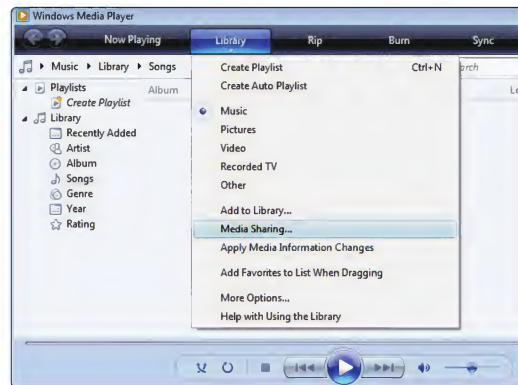 Windows Media Player
Now Playing Library Rip Burn Sync
Music Library Songs
Playlists
Create Playlist
Library
Recently Added
Artist
Album
Songs
Genre
Year
Rating
Album
Create Playlist Ctrl+N
Create Auto Playlist
Music
Pictures
Video
Recorded TV
Other
Add to Library...
Media Sharing...
Apply Media Information Changes
Add Favorites to List When Dragging
More Options...
Help with Using the Library